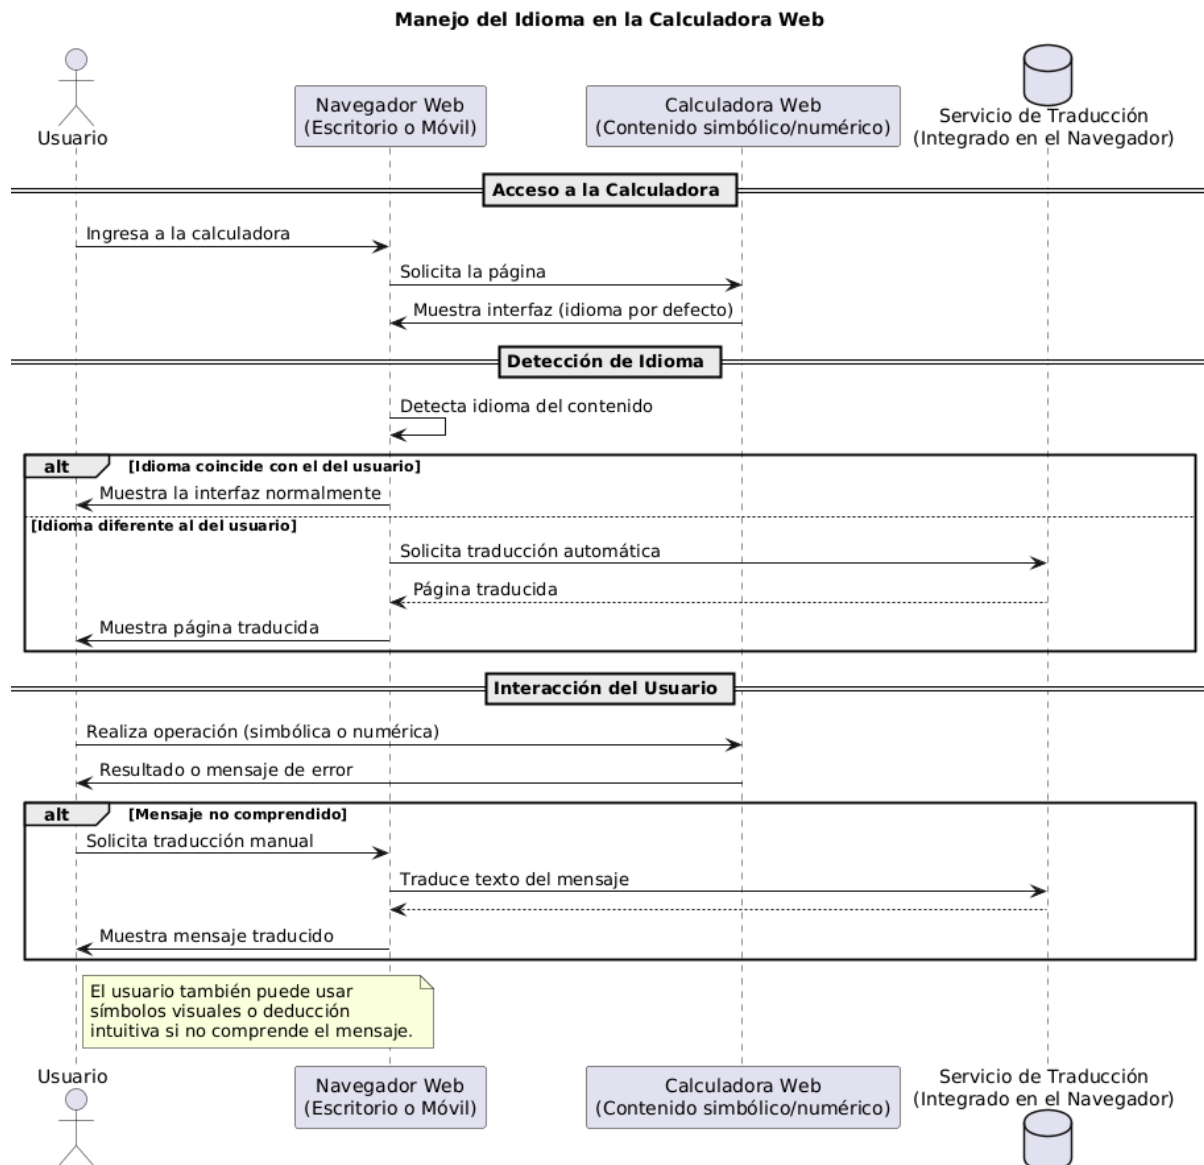 Manejo del Idioma en la Calculadora Web
Usuario
Navegador Web
(Escritorio o Móvil)
Calculadora Web
(Contenido simbólico/numérico)
Servicio de Traducción
(Integrado en el Navegador)
Acceso a la Calculadora
Ingresa a la calculadora
Solicita la página
Muestra interfaz (idioma por defecto)
Detección de Idioma
Detecta idioma del contenido
alt [Idioma coincide con el del usuario]
Muestra la interfaz normalmente
[Idioma diferente al del usuario]
Solicita traducción automática
Página traducida
Muestra página traducida
Interacción del Usuario
Realiza operación (simbólica o numérica)
Resultado o mensaje de error
alt [Mensaje no comprendido]
Solicita traducción manual
Traduce texto del mensaje
Muestra mensaje traducido
El usuario también puede usar
símbolos visuales o deducción
intuitiva si no comprende el mensaje.
Usuario
Navegador Web
(Escritorio o Móvil)
Calculadora Web
(Contenido simbólico/numérico)
Servicio de Traducción
(Integrado en el Navegador)